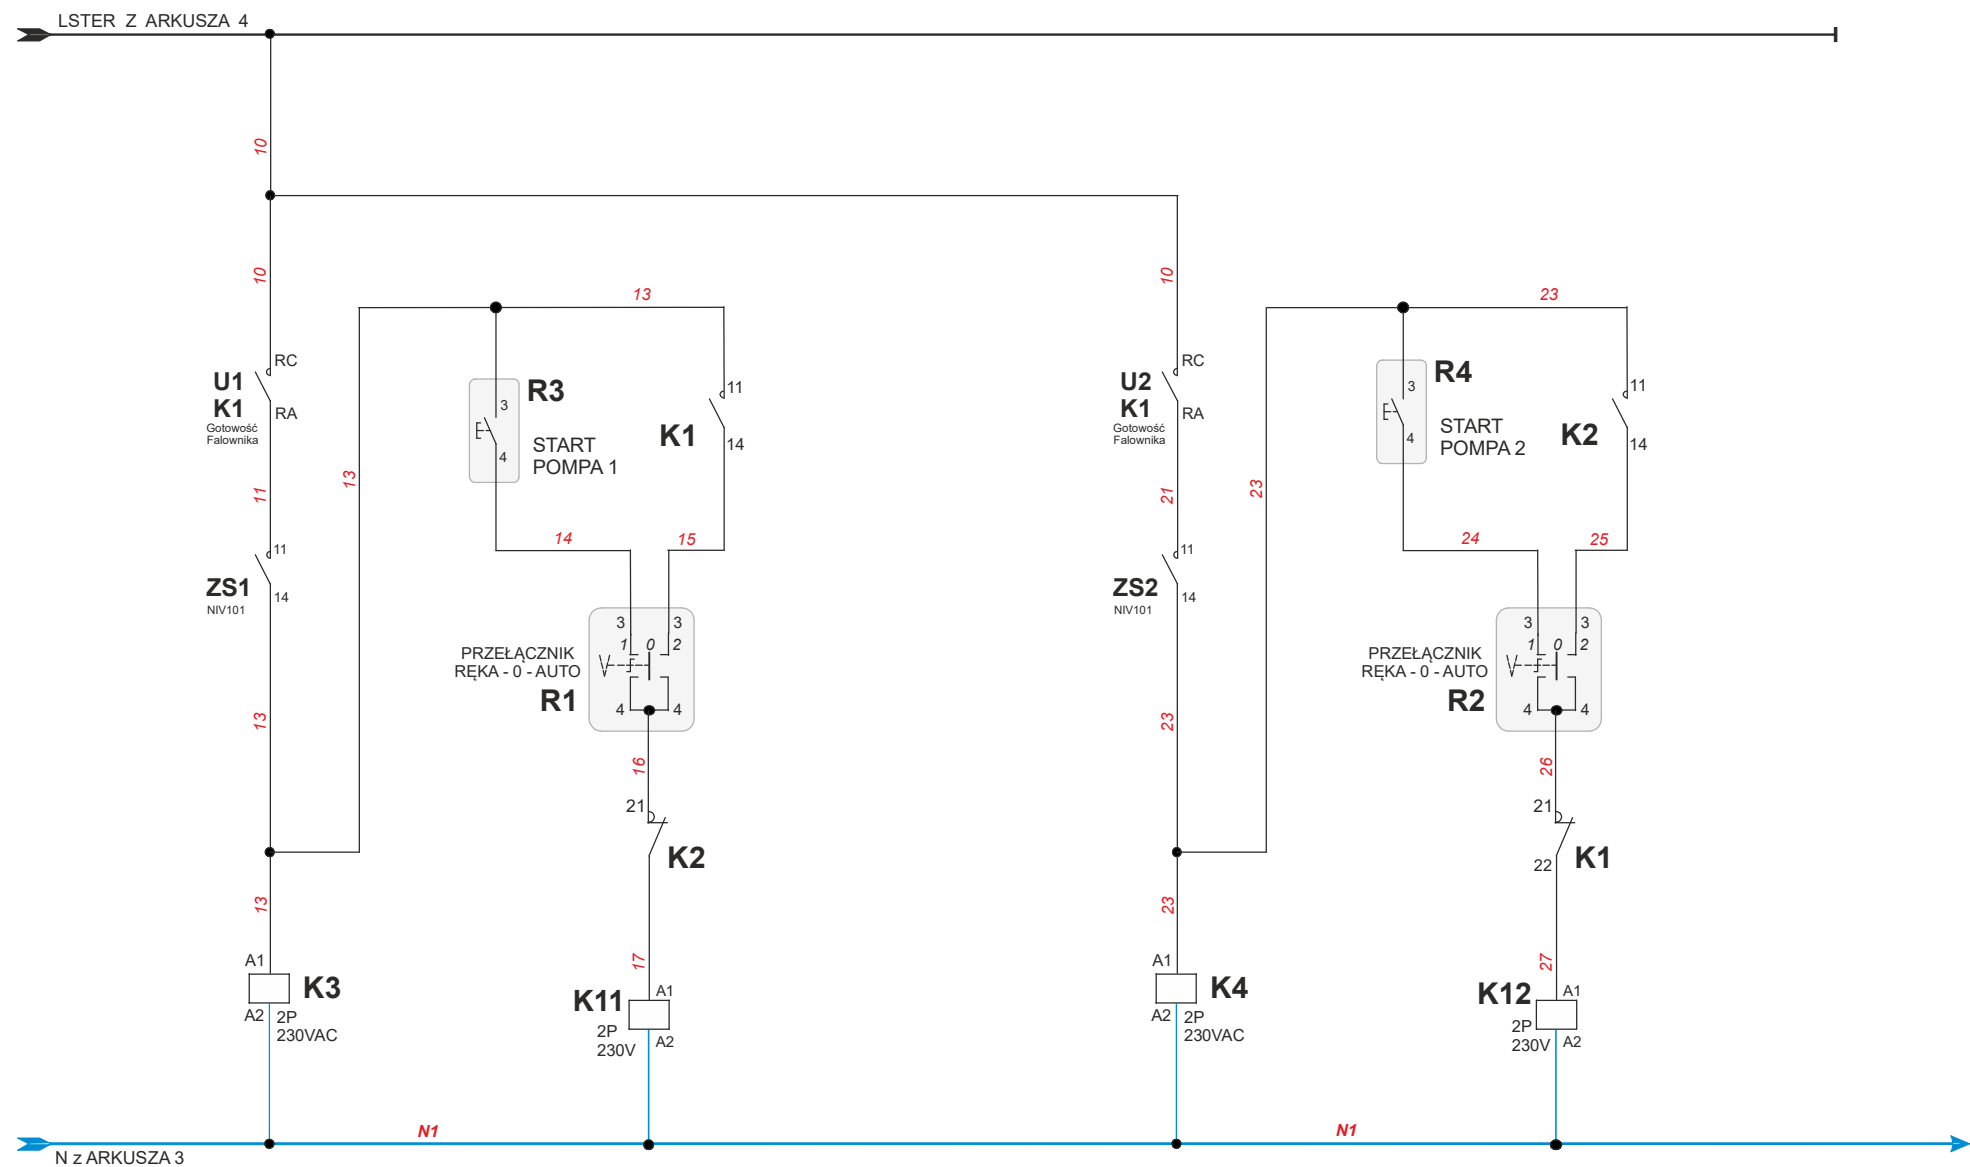 LSTER Z ARKUSZA 4
10
10
10
13
23
RC
U1
K1
RA
Gotowość
Falownika
3
R3
4
START
POMPA 1
11
K1
14
RC
U2
K1
RA
Gotowość
Falownika
3
R4
4
START
POMPA 2
11
K2
14
11
13
14
15
21
23
24
25
11
ZS1
14
NIV101
3
3
1
0
2
PRZEŁĄCZNIK
RĘKA - 0 - AUTO
R1
4
4
11
ZS2
14
NIV101
3
3
1
0
2
PRZEŁĄCZNIK
RĘKA - 0 - AUTO
R2
4
4
13
16
23
26
21
K2
21
22
K1
13
17
23
27
A1
K3
A2
2P
230VAC
K11
A1
2P
230V
A2
A1
K4
A2
2P
230VAC
K12
A1
2P
230V
A2
N1
N1
N z ARKUSZA 3